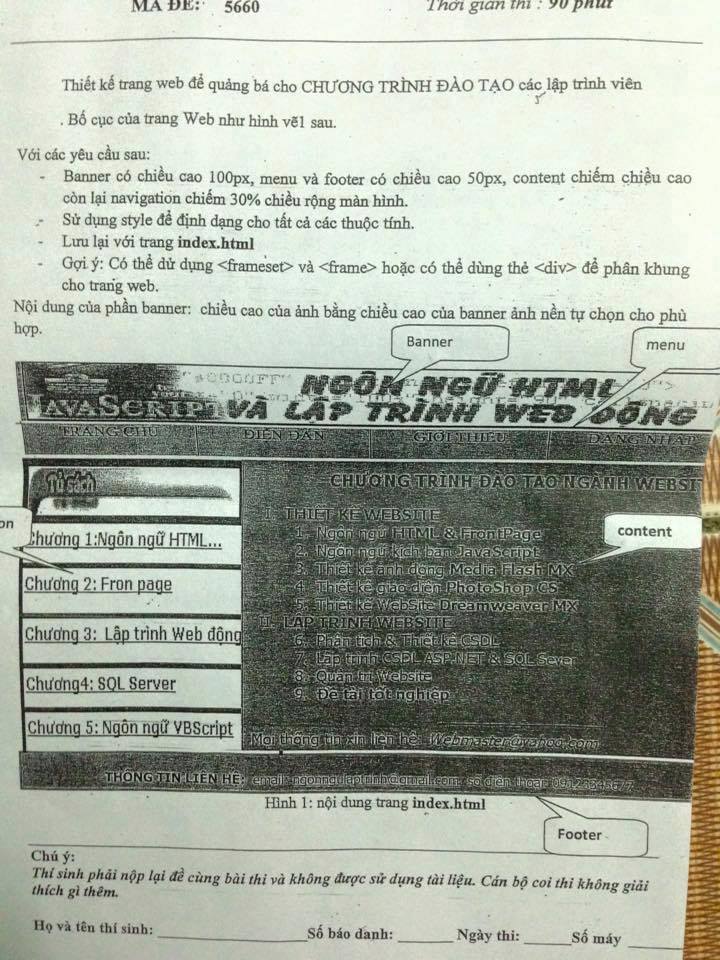 MÃ ĐỀ: 5660 Thời gian thi : 90 phút
Thiết kế trang web để quảng bá cho CHƯƠNG TRÌNH ĐÀO TẠO các lập trình viên
. Bố cục của trang Web như hình vẽ1 sau.
Với các yêu cầu sau:
- Banner có chiều cao 100px, menu và footer có chiều cao 50px, content chiếm chiều cao
còn lại navigation chiếm 30% chiều rộng màn hình.
- Sử dụng style để định dạng cho tất cả các thuộc tính.
- Lưu lại với trang index.html
- Gợi ý: Có thể dử dụng <frameset> và <frame> hoặc có thể dùng thẻ <div> để phân khung
cho trang web.
Nội dung của phần banner: chiều cao của ảnh bằng chiều cao của banner ảnh nền tự chọn cho phù
hợp.
Banner
menu
NGÔN NGỮ HTML
JAVASCRIPT VÀ LẬP TRÌNH WEB ĐỘNG
TRANG CHỦ DIỄN ĐÀN GIỚI THIỆU ĐĂNG NHẬP
Tủ sách
on
Chương 1:Ngôn ngữ HTML...
Chương 2: Fron page
Chương 3: Lập trình Web động
Chương4: SQL Server
Chương 5: Ngôn ngữ VBScript
CHƯƠNG TRÌNH ĐÀO TẠO NGÀNH WEBSIT
content
I. THIẾT KẾ WEBSITE
1. Ngôn ngữ HTML & FrontPage
2. Ngôn ngữ kịch bản JavaScript
3. Thiết kế ảnh động Media Flash MX
4. Thiết kế giao diện PhotoShop CS
5. Thiết kế WebSite Dreamweaver MX
II. LẬP TRÌNH WEBSITE
6. Phân tích & Thiết kế CSDL
7. Lập trình CSDL ASP.NET & SQL Sever
8. Quản trị Website
9. Đề tài tốt nghiệp
Mọi thông tin xin liên hệ: Webmaster@yahoo.com
THÔNG TIN LIÊN HỆ: email: ngonngulaptrinh@gmail.com số điện thoại
Hình 1: nội dung trang index.html
Footer
Chú ý:
Thí sinh phải nộp lại đề cùng bài thi và không được sử dụng tài liệu. Cán bộ coi thi không giải
thích gì thêm.
Họ và tên thí sinh: Số báo danh: Ngày thi: Số máy